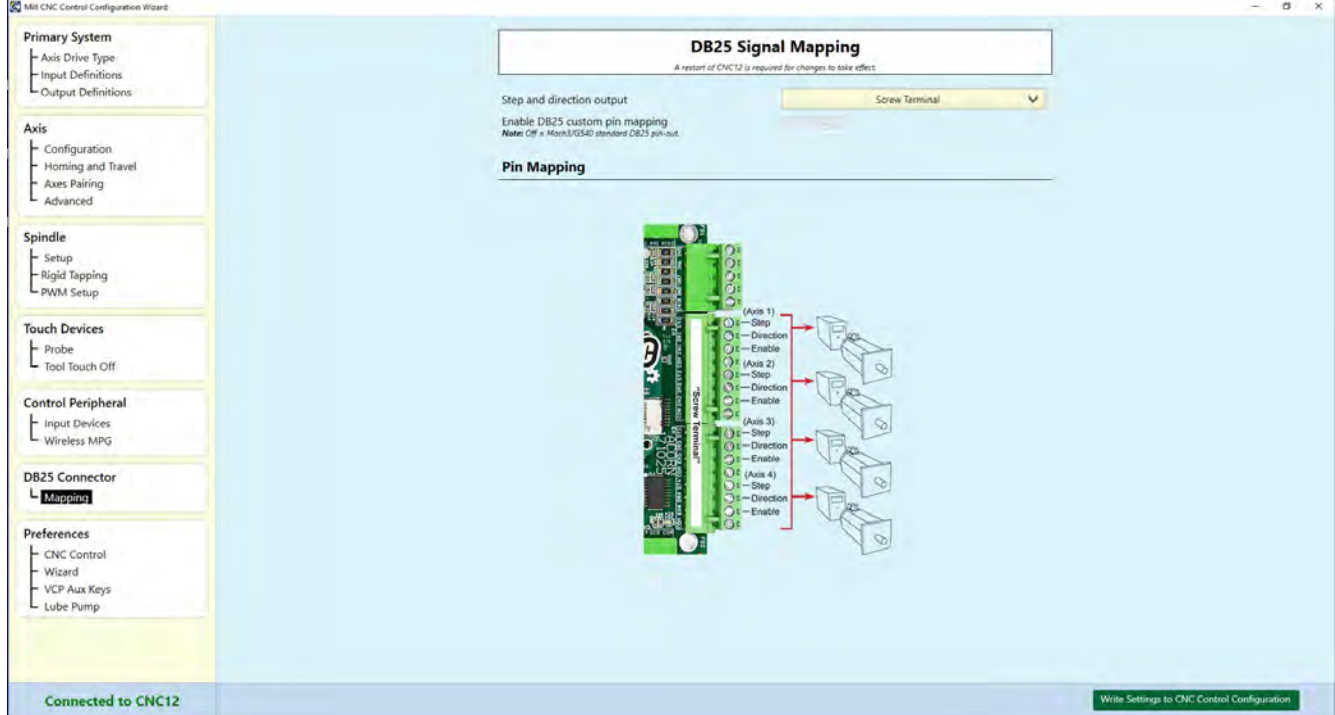 Mill CNC Control Configuration Wizard
Primary System
Axis Drive Type
Input Definitions
Output Definitions
Axis
Configuration
Homing and Travel
Axes Pairing
Advanced
Spindle
Setup
Rigid Tapping
PWM Setup
Touch Devices
Probe
Tool Touch Off
Control Peripheral
Input Devices
Wireless MPG
DB25 Connector
Mapping
Preferences
CNC Control
Wizard
VCP Aux Keys
Lube Pump
Connected to CNC12
DB25 Signal Mapping
A restart of CNC12 is required for changes to take effect.
Step and direction output
Screw Terminal
Enable DB25 custom pin mapping
Note: Off = Mach3/G540 standard DB25 pin-out.
Pin Mapping
(Axis 1)
Step
Direction
Enable
(Axis 2)
Step
Direction
Enable
(Axis 3)
Step
Direction
Enable
(Axis 4)
Step
Direction
Enable
"Screw Terminal"
ACORN
Write Settings to CNC Control Configuration